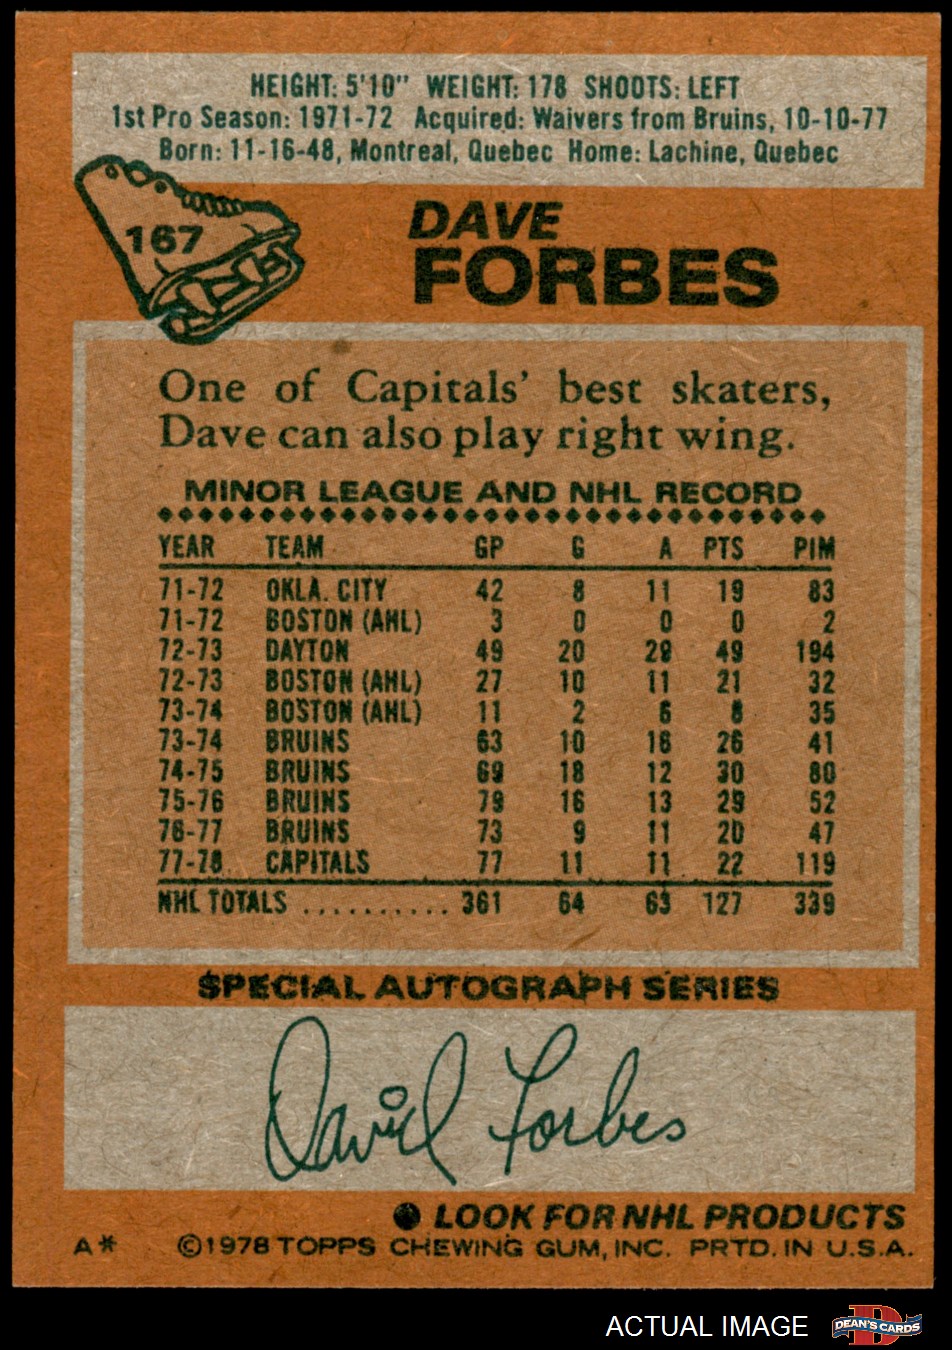 HEIGHT: 5'10" WEIGHT: 178 SHOOTS: LEFT
1st Pro Season: 1971-72 Acquired: Waivers from Bruins, 10-10-77
Born: 11-16-48, Montreal, Quebec Home: Lachine, Quebec
167
DAVE
FORBES
One of Capitals' best skaters,
Dave can also play right wing.
MINOR LEAGUE AND NHL RECORD
YEAR TEAM GP G A PTS PIM
71-72 OKLA. CITY 42 8 11 19 83
71-72 BOSTON (AHL) 3 0 0 0 2
72-73 DAYTON 49 20 29 49 194
72-73 BOSTON (AHL) 27 10 11 21 32
73-74 BOSTON (AHL) 11 2 6 8 35
73-74 BRUINS 63 10 16 26 41
74-75 BRUINS 69 18 12 30 80
75-76 BRUINS 79 16 13 29 52
76-77 BRUINS 73 9 11 20 47
77-78 CAPITALS 77 11 11 22 119
NHL TOTALS .......... 361 64 63 127 339
SPECIAL AUTOGRAPH SERIES
David Forbes
LOOK FOR NHL PRODUCTS
A* ©1978 TOPPS CHEWING GUM, INC. PRTD. IN U.S.A.
ACTUAL IMAGE DEAN'S CARDS